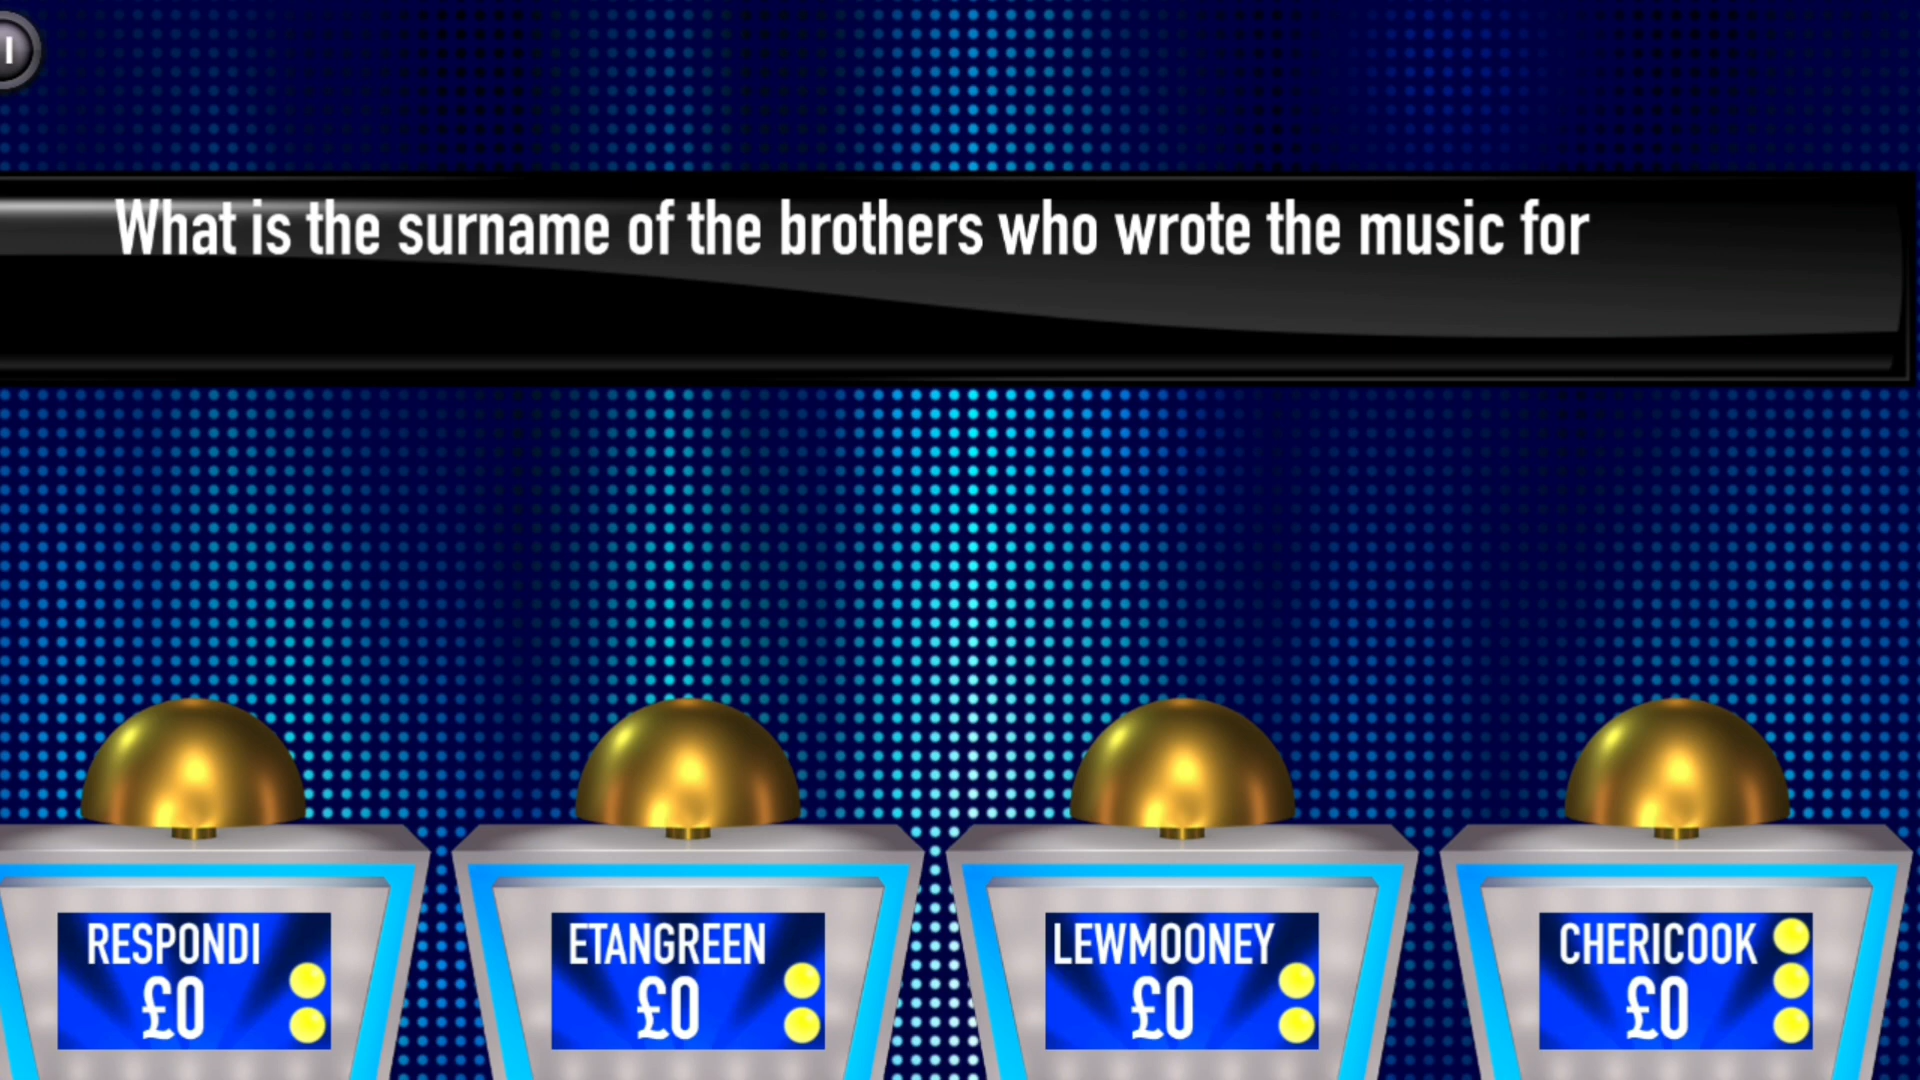 What is the surname of the brothers who wrote the music for
RESPONDI
£0
ETANGREEN
£0
LEWMOONEY
£0
CHERICOOK
£0